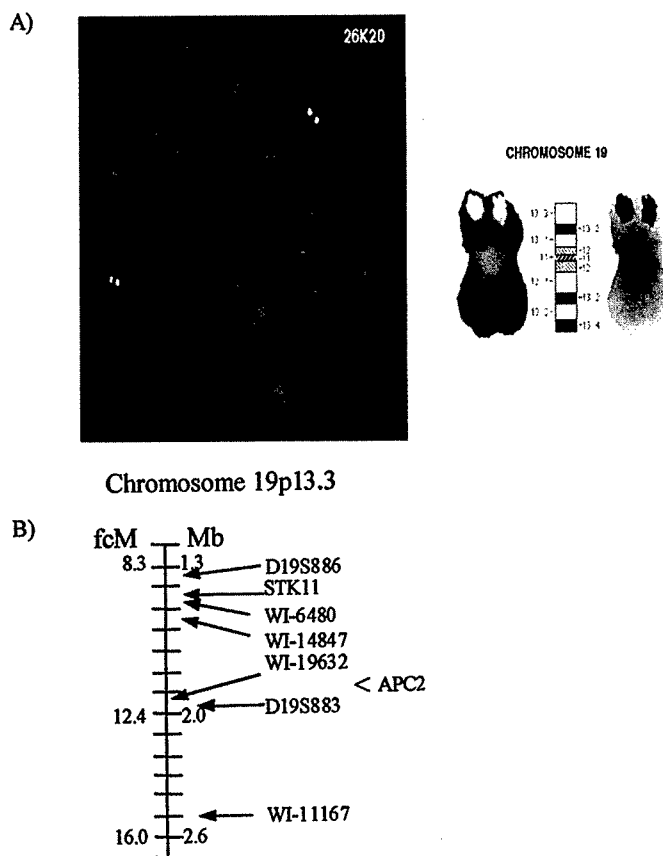 A)
26K20
CHROMOSOME 19
Chromosome 19p13.3
B)
fcM Mb
8.3 1.3
D19S886
STK11
WI-6480
WI-14847
WI-19632
< APC2
D19S883
12.4 2.0
WI-11167
16.0 2.6